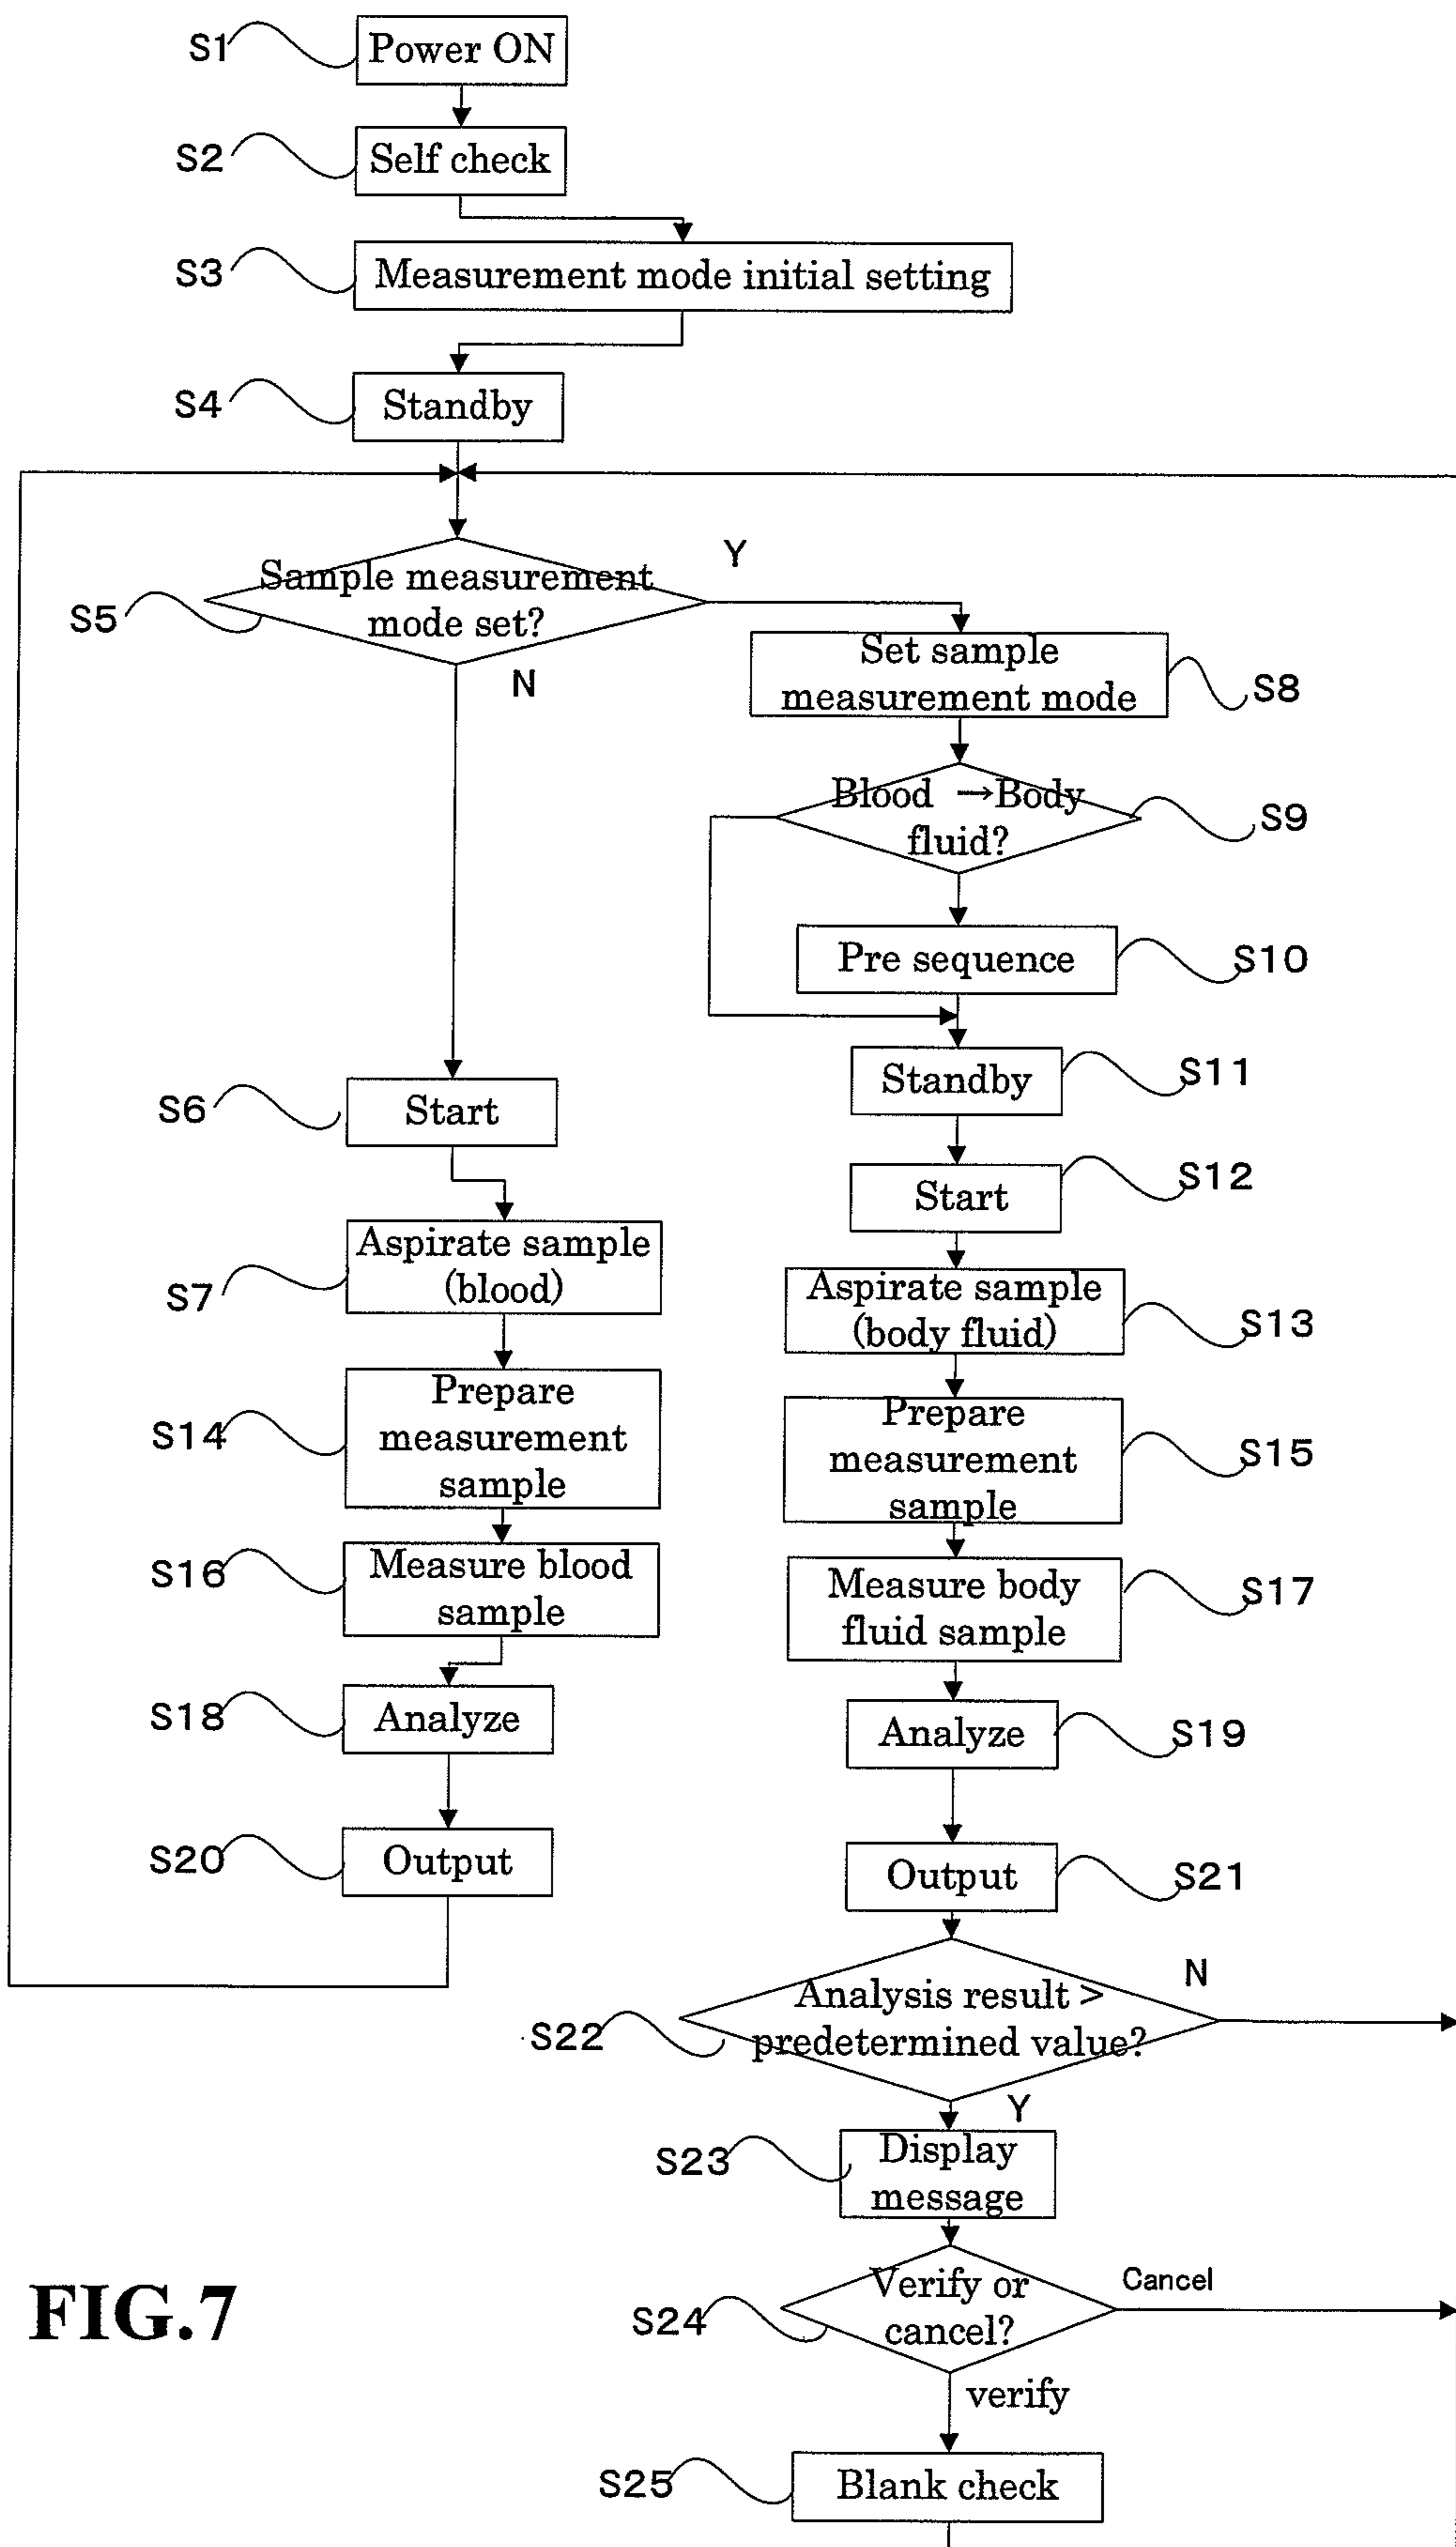 S1
Power ON
S2
Self check
S3
Measurement mode initial setting
S4
Standby
S5
Sample measurement
mode set?
Y
N
Set sample
measurement mode
S8
Blood →Body
fluid?
S9
Pre sequence
S10
Standby
S11
S6
Start
Start
S12
S7
Aspirate sample
(blood)
Aspirate sample
(body fluid)
S13
S14
Prepare
measurement
sample
Prepare
measurement
sample
S15
S16
Measure blood
sample
Measure body
fluid sample
S17
S18
Analyze
Analyze
S19
S20
Output
Output
S21
S22
Analysis result >
predetermined value?
N
Y
S23
Display
message
S24
Verify or
cancel?
Cancel
verify
S25
Blank check
FIG.7